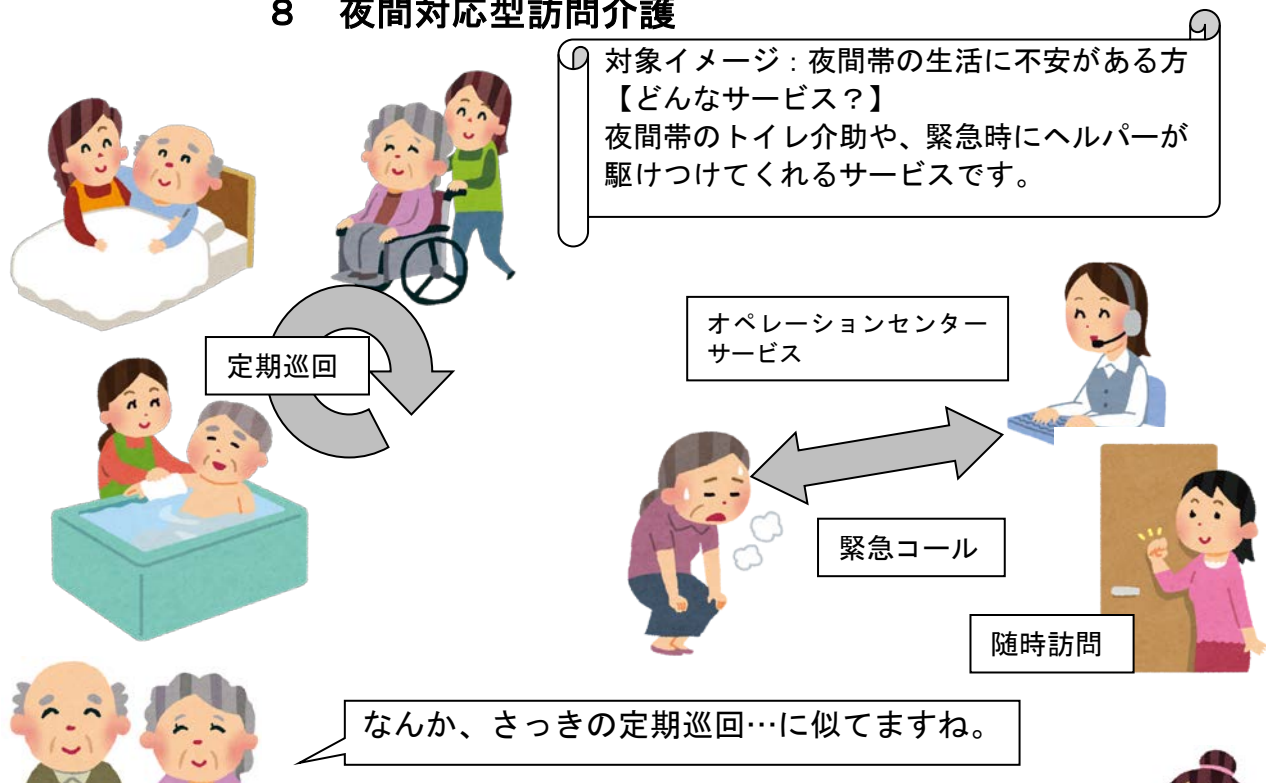 ８　夜間対応型訪問介護
対象イメージ：夜間帯の生活に不安がある方
【どんなサービス？】
夜間帯のトイレ介助や、緊急時にヘルパーが
駆けつけてくれるサービスです。
オペレーションセンター
サービス
定期巡回
緊急コール
随時訪問
なんか、さっきの定期巡回…に似てますね。